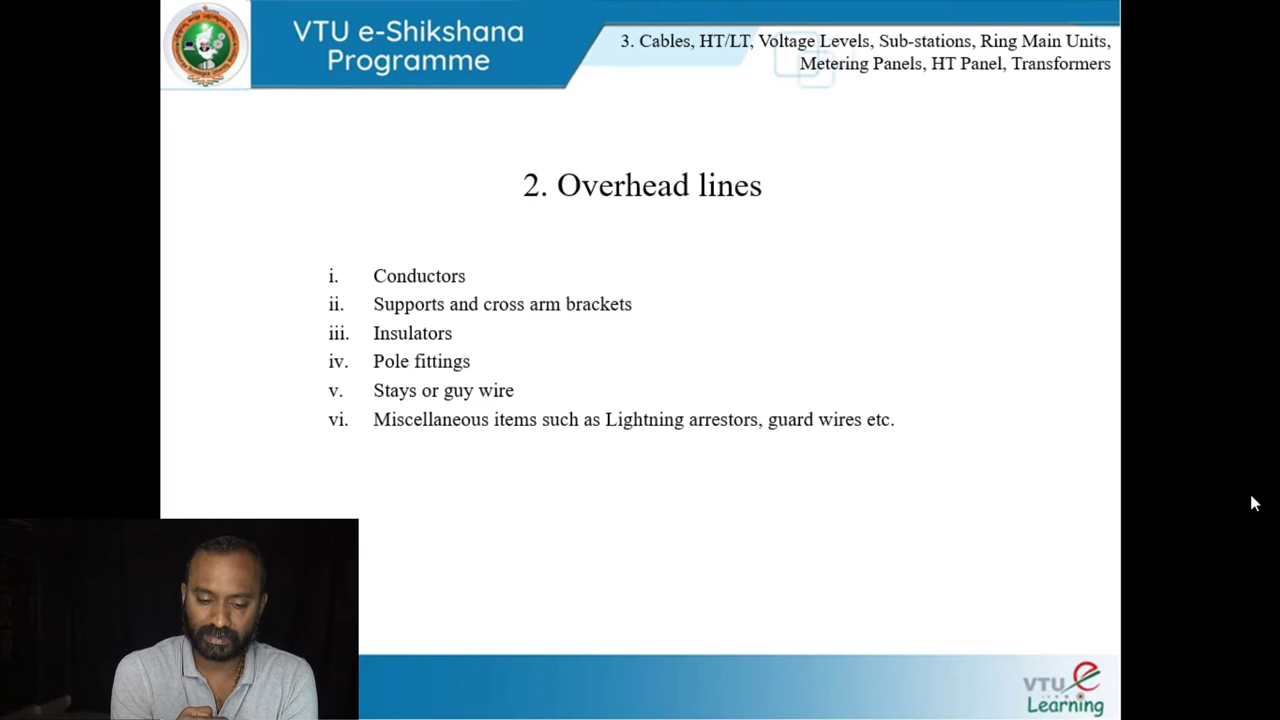 VTU e-Shikshana
Programme
3. Cables, HT/LT, Voltage Levels, Sub-stations, Ring Main Units,
Metering Panels, HT Panel, Transformers
2. Overhead lines
i. Conductors
ii. Supports and cross arm brackets
iii. Insulators
iv. Pole fittings
v. Stays or guy wire
vi. Miscellaneous items such as Lightning arrestors, guard wires etc.
VTU e
Learning